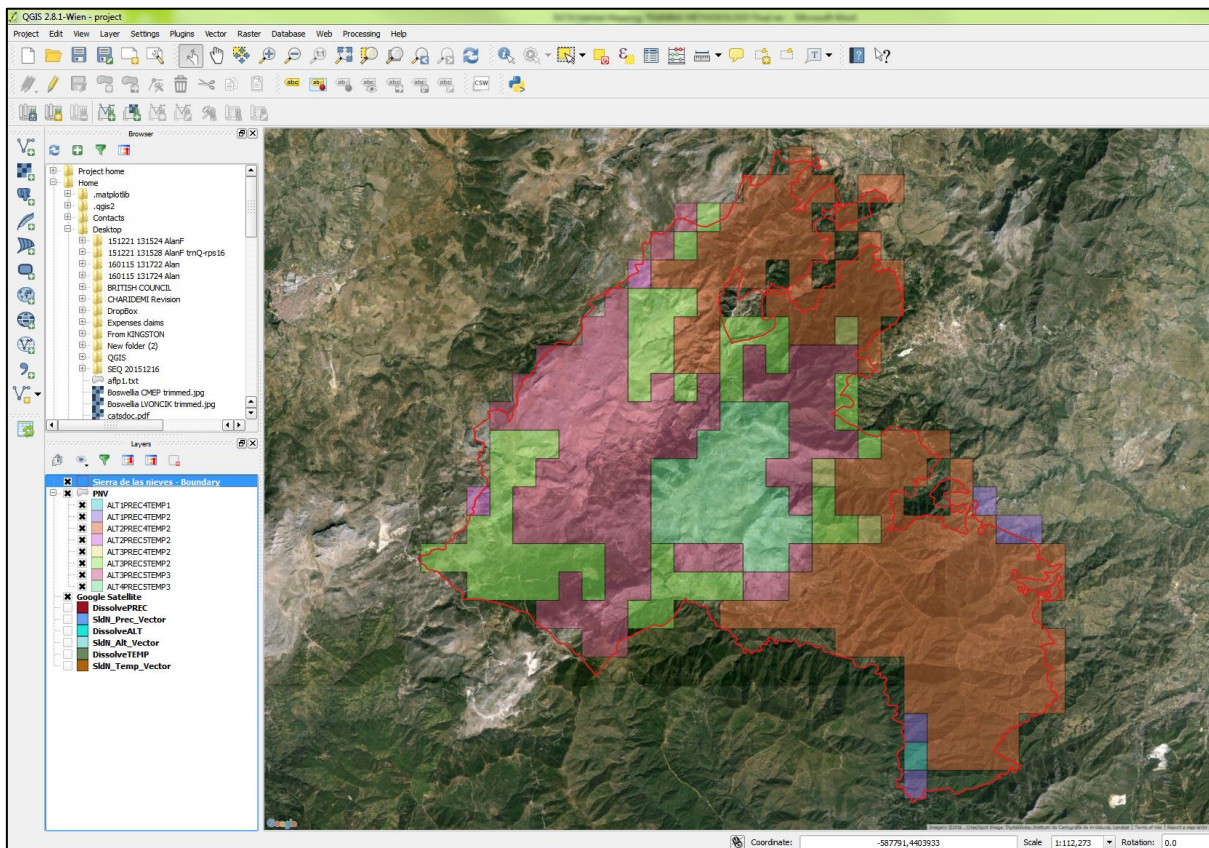 QGIS 2.8.1-Wien - project
Project Edit View Layer Settings Plugins Vector Raster Database Web Processing Help
abc
CSW
Browser
Project home
Home
.matplotlib
.qgis2
Contacts
Desktop
151221 131524 AlanF
151221 131528 AlanF trnQ-rps16
160115 131722 Alan
160115 131724 Alan
BRITISH COUNCIL
CHARIDEMI Revision
DropBox
Expenses claims
From KINGSTON
New folder (2)
QGIS
SEQ 20151216
aflp1.txt
Boswellia CMEP trimmed.jpg
Boswellia LVONCIK trimmed.jpg
catsdoc.pdf
Layers
Sierra de las nieves - Boundary
PNV
ALT1PREC4TEMP1
ALT1PREC4TEMP2
ALT2PREC4TEMP2
ALT2PREC5TEMP2
ALT3PREC4TEMP2
ALT3PREC5TEMP2
ALT3PREC5TEMP3
ALT4PREC5TEMP3
Google Satellite
DissolvePREC
SldN_Prec_Vector
DissolveALT
SldN_Alt_Vector
DissolveTEMP
SldN_Temp_Vector
Google
Coordinate: -587791,4403933 Scale 1:112,273 Rotation: 0.0